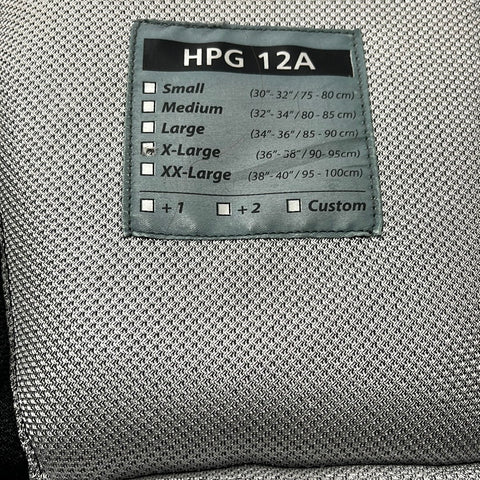 HPG 12A
Small (30"- 32" / 75 - 80 cm)
Medium (32"- 34" / 80 - 85 cm)
Large (34"- 36" / 85 - 90 cm)
X-Large (36"- 38" / 90- 95cm)
XX-Large (38"- 40" / 95 - 100cm)
+ 1 + 2 Custom